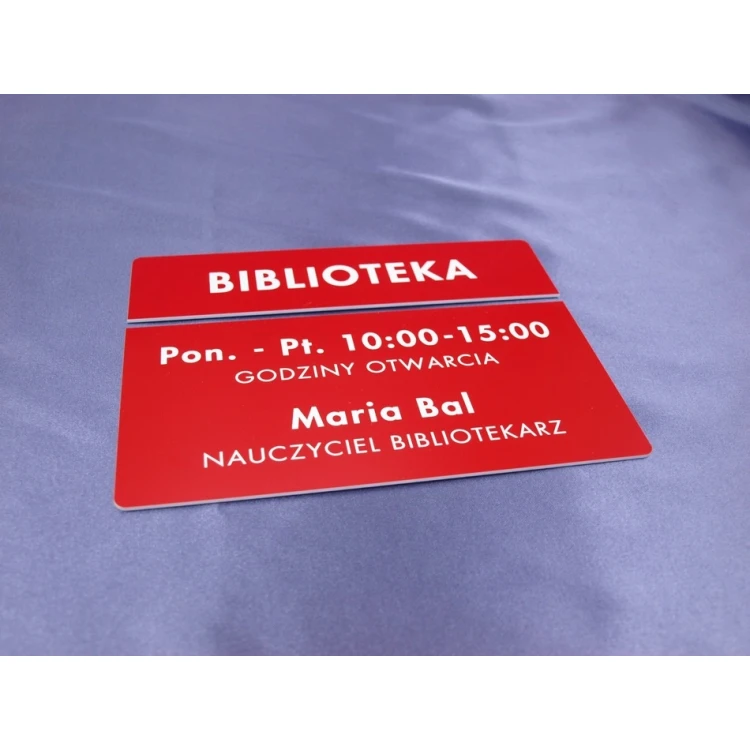 BIBLIOTEKA
Pon. - Pt. 10:00-15:00
GODZINY OTWARCIA
Maria Bal
NAUCZYCIEL BIBLIOTEKARZ